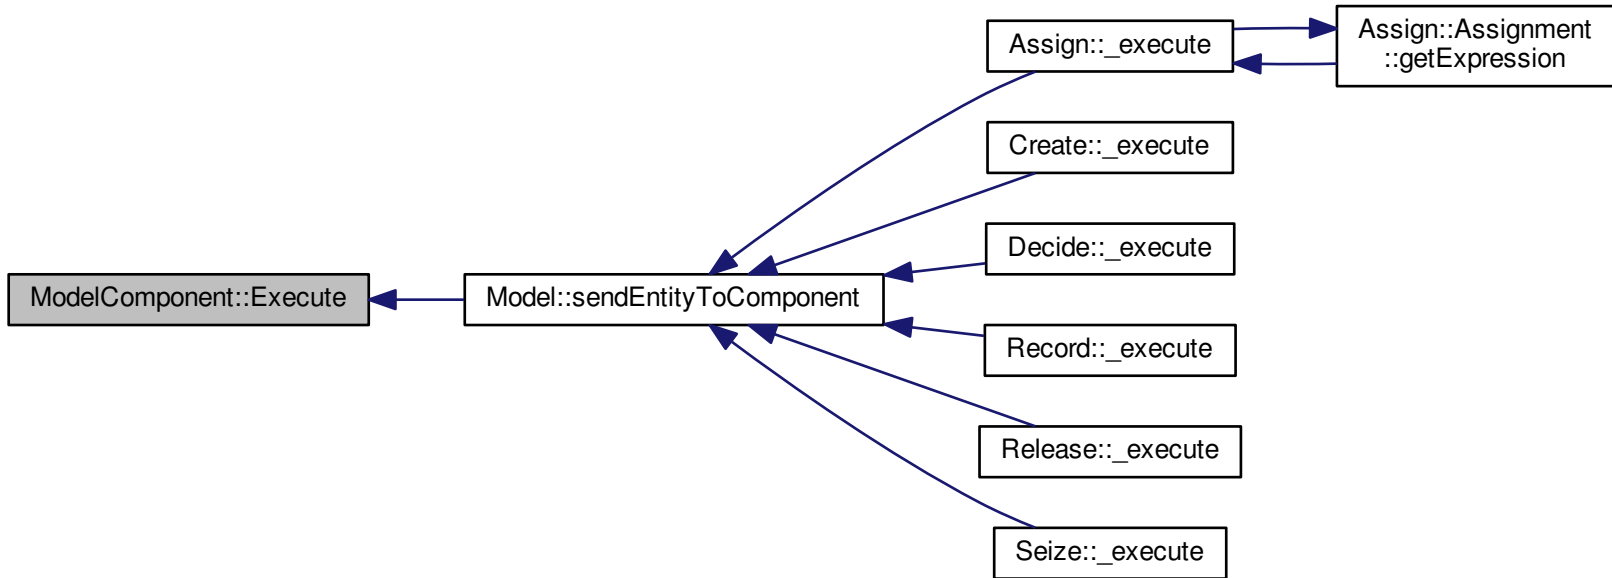 Assign::_execute
Assign::Assignment
::getExpression
Create::_execute
Decide::_execute
ModelComponent::Execute
Model::sendEntityToComponent
Record::_execute
Release::_execute
Seize::_execute